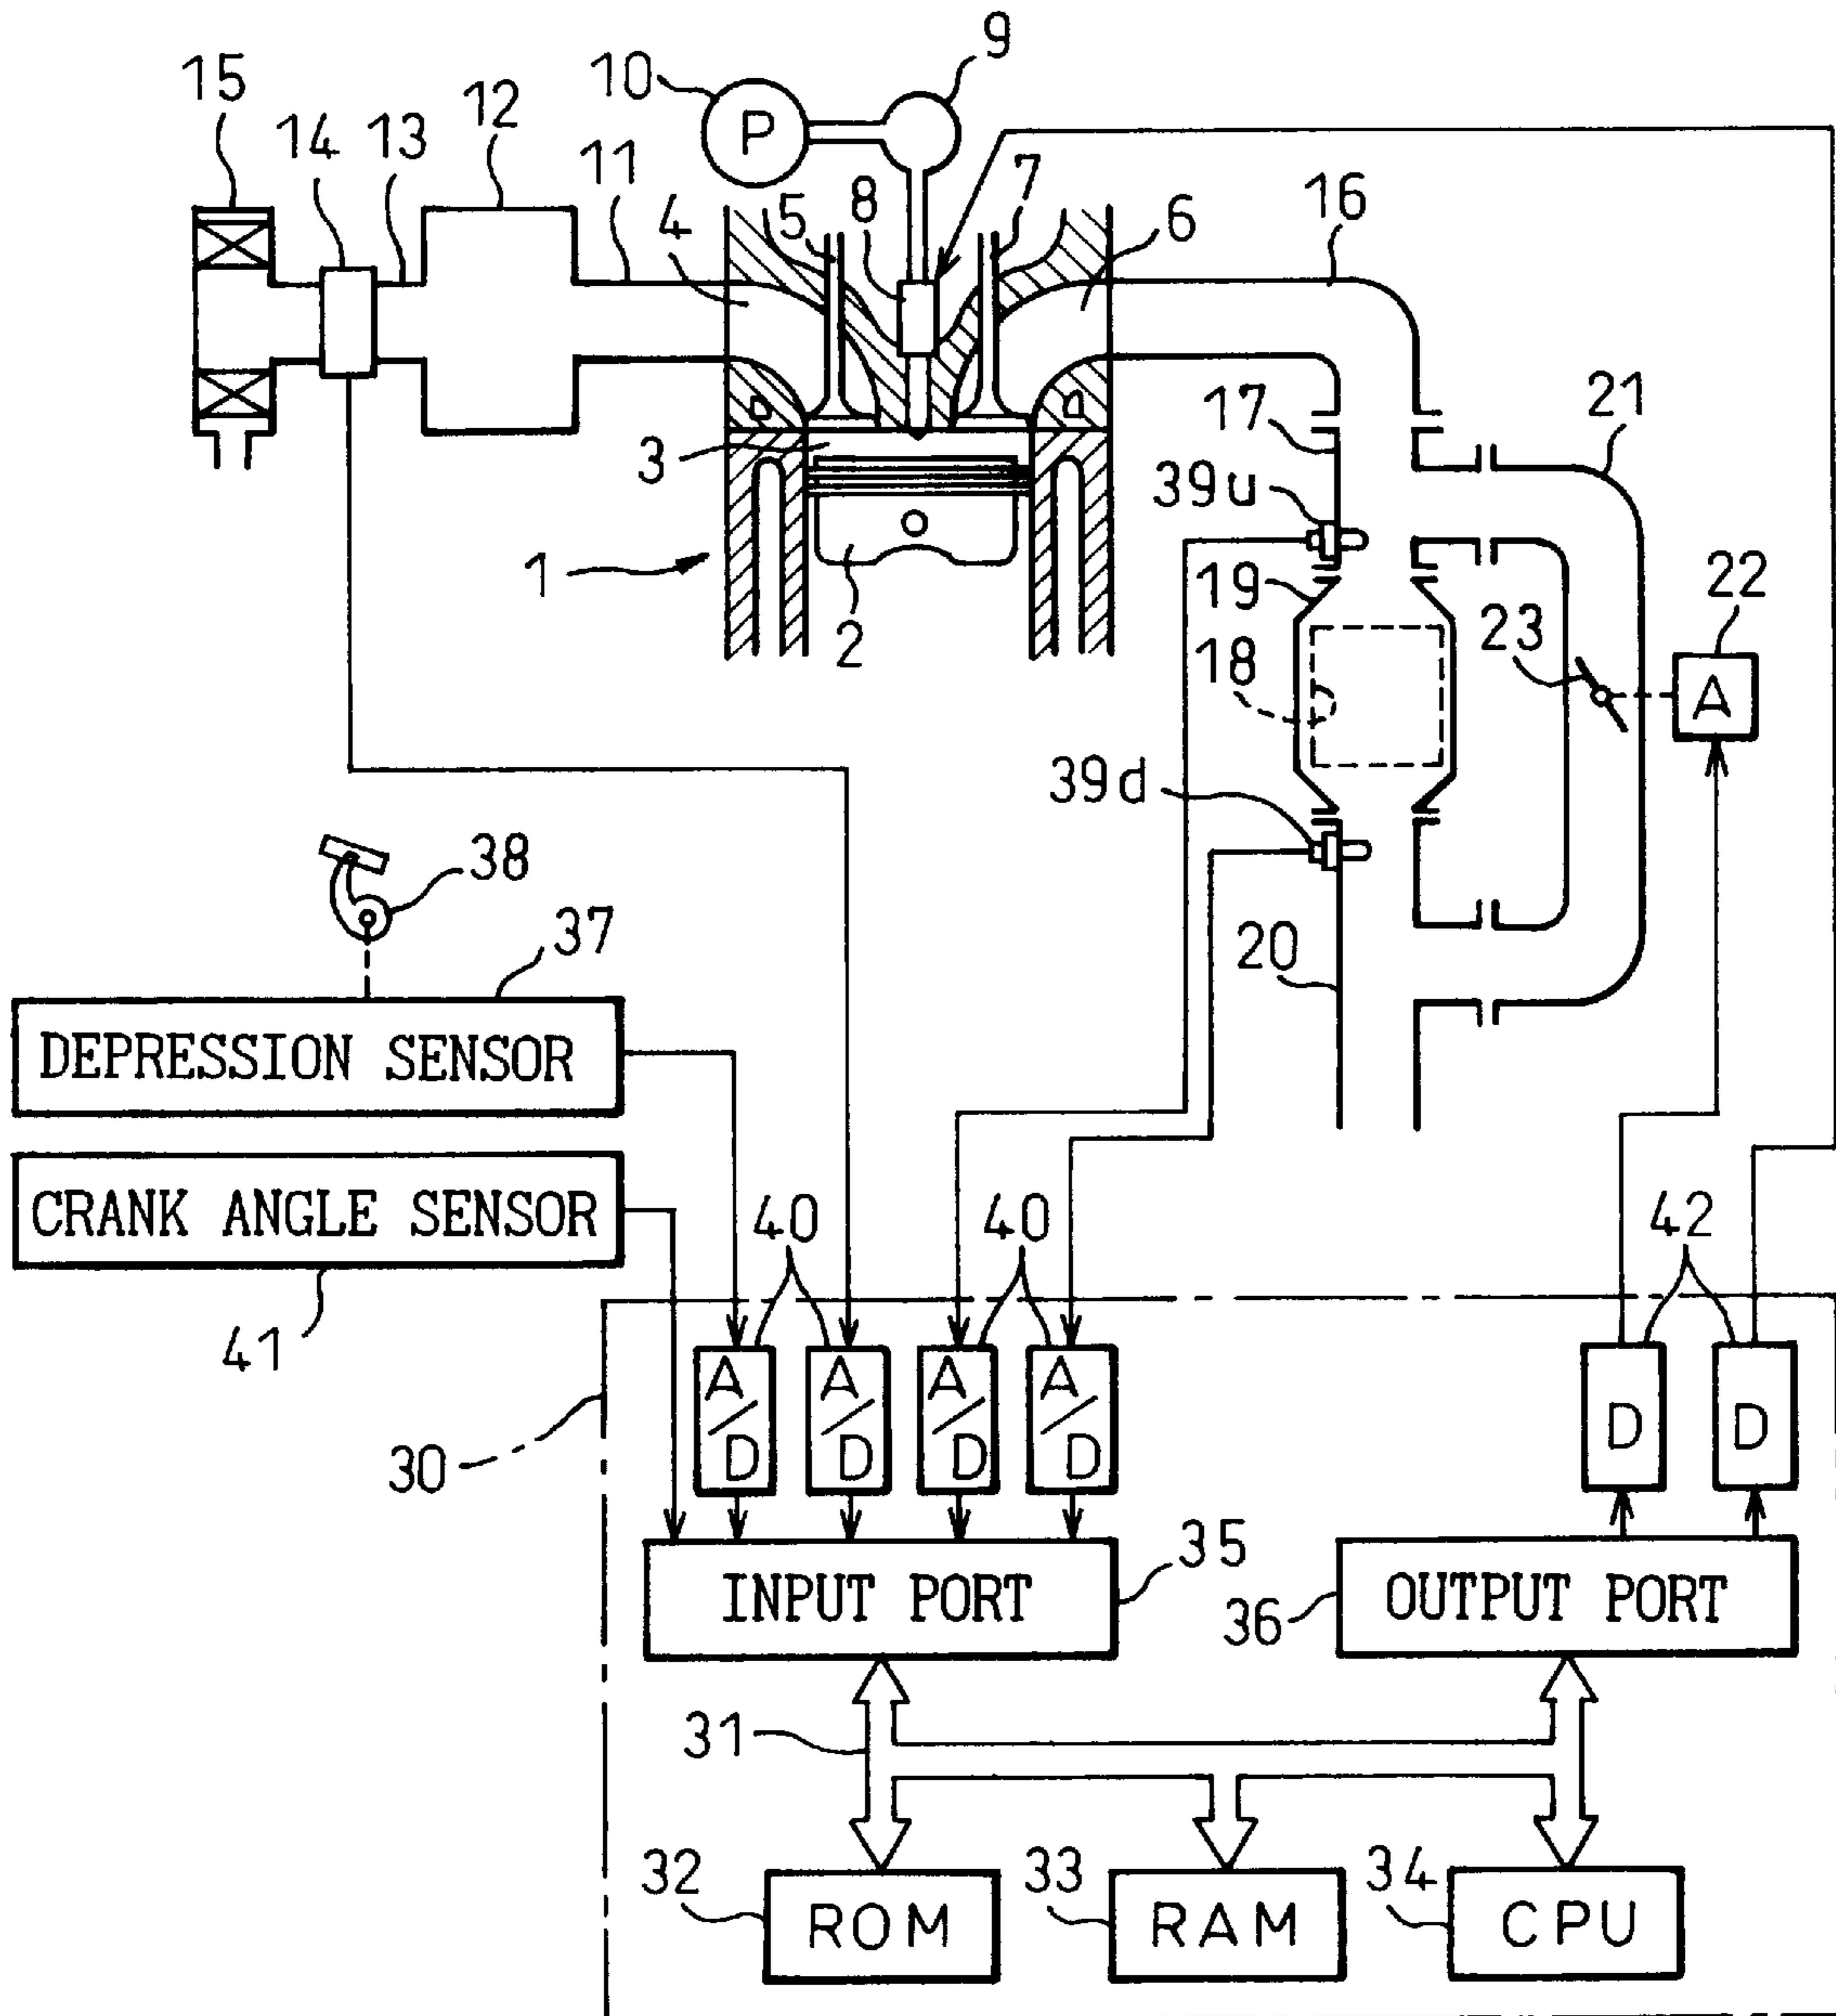 9
10
15
12
P
14
13
11
7
8
16
4
5
6
21
17
3
39u
1
19
22
2
23
18
A
39d
38
37
20
DEPRESSION SENSOR
CRANK ANGLE SENSOR
40
40
42
41
A/D
A/D
A/D
A/D
D
D
30
35
INPUT PORT
OUTPUT PORT
36
31
32
33
34
ROM
RAM
CPU